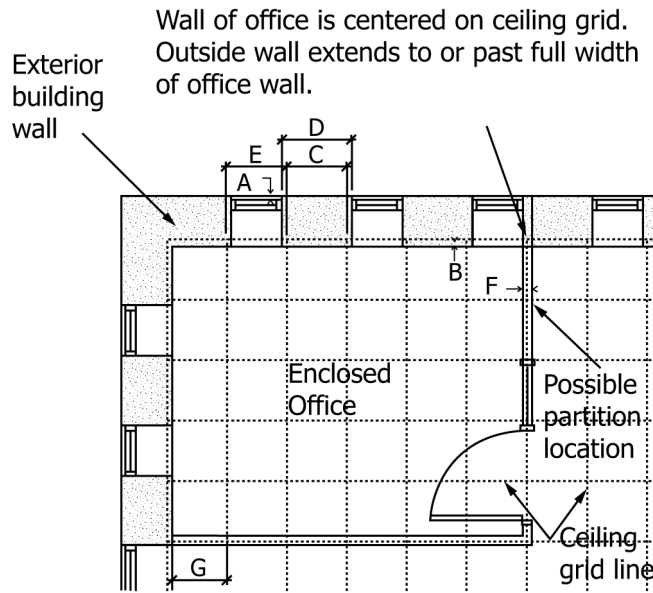 Wall of office is centered on ceiling grid.
Outside wall extends to or past full width
of office wall.
Exterior
building
wall
D
E
C
A
B
F
Enclosed
Office
Possible
partition
location
Ceiling
grid line
G